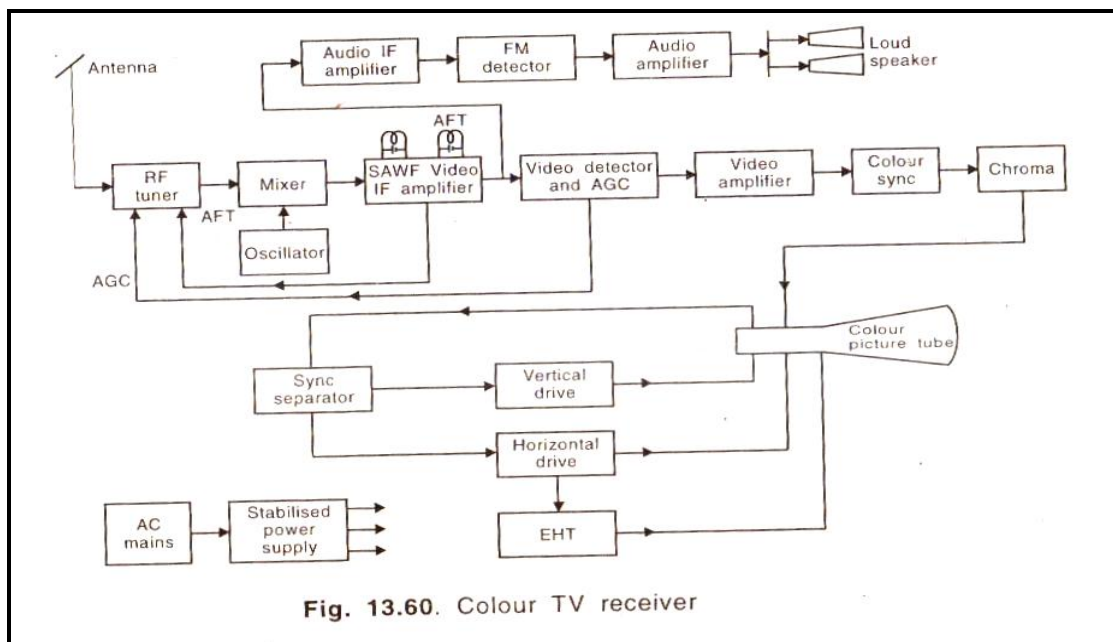 Antenna
Audio IF
amplifier
FM
detector
Audio
amplifier
Loud
speaker
RF
tuner
AFT
Mixer
Oscillator
AFT
SAWF Video
IF amplifier
Video detector
and AGC
Video
amplifier
Colour
sync
Chroma
AGC
Colour
picture tube
Sync
separator
Vertical
drive
Horizontal
drive
EHT
AC
mains
Stabilised
power
supply
Fig. 13.60. Colour TV receiver